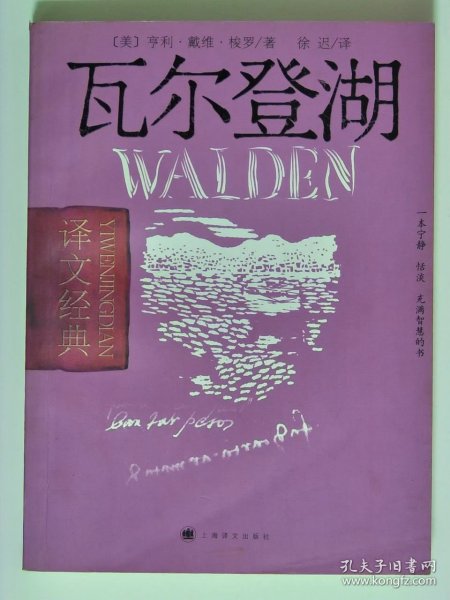 〔美〕亨利·戴维·梭罗/著 徐迟/译
瓦尔登湖
WALDEN
译文经典
YIWENJINGDIAN
一本宁静 恬淡 充满智慧的书
上海译文出版社
孔夫子旧书网
www.kongfz.com